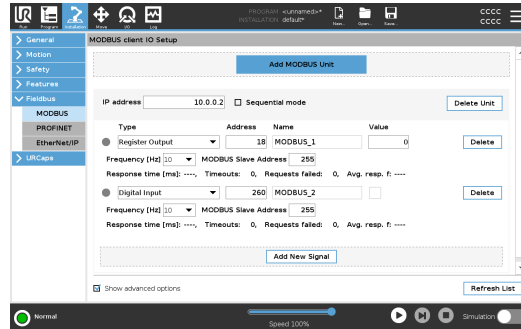 PROGRAM <unnamed>*
INSTALLATION default*
CCCC
CCCC
Run Program Installation Move I/O Log New... Open... Save...
General
MODBUS client IO Setup
Motion
Safety
Features
Fieldbus
MODBUS
PROFINET
EtherNet/IP
URCaps
Add MODBUS Unit
IP address 10.0.0.2 Sequential mode Delete Unit
Type Address Name Value
Register Output 18 MODBUS_1 0 Delete
Frequency [Hz] 10 MODBUS Slave Address 255
Response time [ms]: ----, Timeouts: 0, Requests failed: 0, Avg. resp. f: ----
Digital Input 260 MODBUS_2 Delete
Frequency [Hz] 10 MODBUS Slave Address 255
Response time [ms]: ----, Timeouts: 0, Requests failed: 0, Avg. resp. f: ----
Add New Signal
Show advanced options Refresh List
Normal
Speed 100%
Simulation